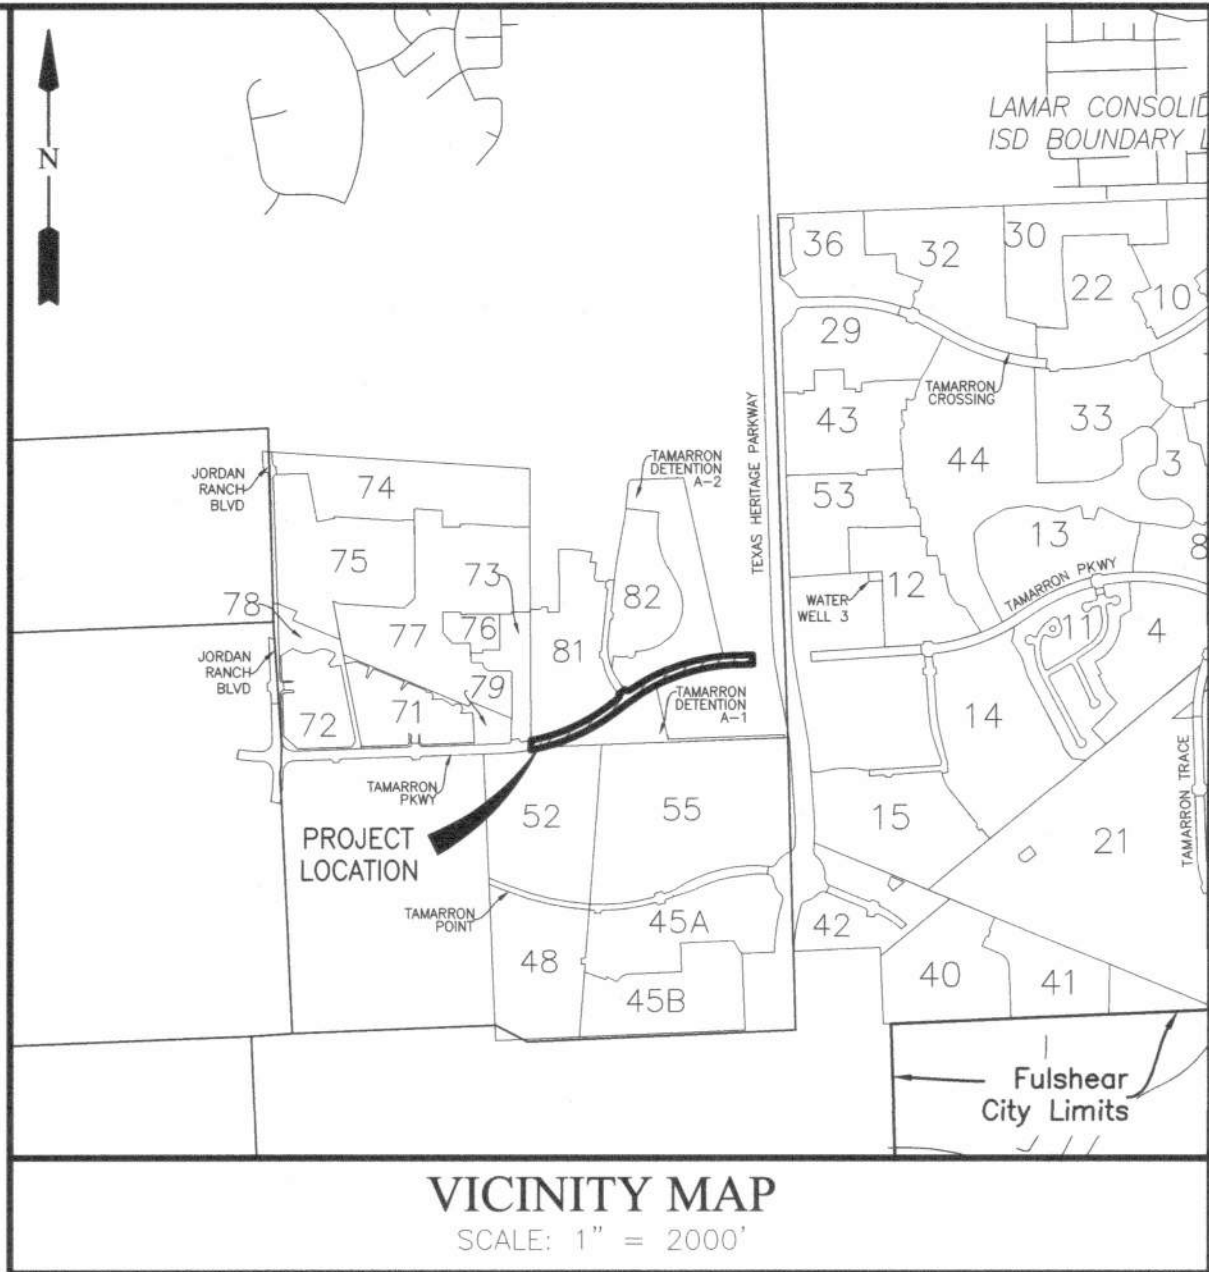 N
LAMAR CONSOLID
ISD BOUNDARY L
36
32
30
22
10
29
TAMARRON
CROSSING
43
33
44
3
53
TEXAS HERITAGE PARKWAY
JORDAN
RANCH
BLVD
74
TAMARRON
DETENTION
A-2
75
73
13
8
78
82
12
TAMARRON PKWY
WATER
WELL 3
77
76
11
4
81
JORDAN
RANCH
BLVD
79
72
71
TAMARRON
DETENTION
A-1
14
TAMARRON
PKWY
TAMARRON TRACE
PROJECT
LOCATION
52
55
15
21
TAMARRON
POINT
45A
42
48
45B
40
41
Fulshear
City Limits
VICINITY MAP
SCALE: 1" = 2000'